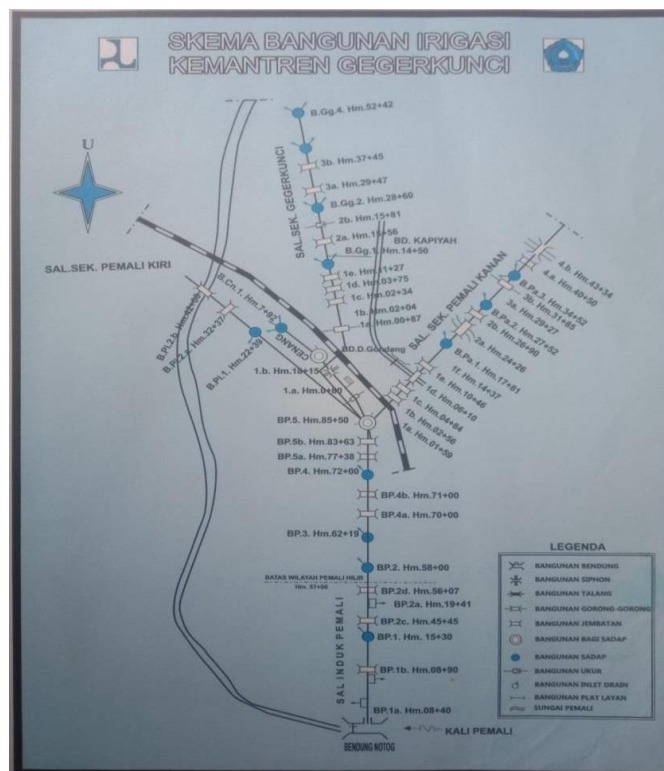 SKEMA BANGUNAN IRIGASI
KEMANTREN GEGERKUNCI
U
B.Gg.4. Hm.52+42
3b. Hm.37+45
3a. Hm.29+47
B.Gg.2. Hm.28+60
2b. Hm.15+81
2a. Hm.15+56
BD. KAPIYAH
B.Gg.1. Hm.14+50
SAL.SEK. GEGERKUNCI
1e. Hm.11+27
1d. Hm.03+75
1c. Hm.02+34
1b. Hm.02+04
1a. Hm.00+87
BD.D.Gondang
SAL.SEK. PEMALI KIRI
B.Cn.1. Hm.7+92
CENANG
B.Pl.1. Hm.22+39
1.b. Hm.18+15
1.a. Hm.0+80
SAL. SEK. PEMALI KANAN
4.b. Hm.43+34
4.a. Hm.40+50
B.Pa.3. Hm.34+52
3b. Hm.31+85
3a. Hm.29+27
B.Pa.2. Hm.27+52
2b. Hm.26+90
2a. Hm.24+26
B.Pa.1. Hm.17+81
1f. Hm.14+37
1e. Hm.10+46
1d. Hm.06+10
1c. Hm.04+84
1b. Hm.02+56
1a. Hm.01+59
BP.5. Hm.85+50
BP.5b. Hm.83+63
BP.5a. Hm.77+38
BP.4. Hm.72+00
BP.4b. Hm.71+00
BP.4a. Hm.70+00
BP.3. Hm.62+19
BP.2. Hm.58+00
BATAS WILAYAH PEMALI HILIR
BP.2d. Hm.56+07
BP.2a. Hm.19+41
BP.2c. Hm.45+45
BP.1. Hm. 15+30
SAL INDUK PEMALI
BP.1b. Hm.08+90
BP.1a. Hm.08+40
KALI PEMALI
BENDUNG NOTOG
LEGENDA
BANGUNAN BENDUNG
BANGUNAN SIPHON
BANGUNAN TALANG
BANGUNAN GORONG-GORONG
BANGUNAN JEMBATAN
BANGUNAN BAGI SADAP
BANGUNAN SADAP
BANGUNAN UKUR
BANGUNAN INLET DRAIN
BANGUNAN PLAT LAYAN
SUNGAI PEMALI